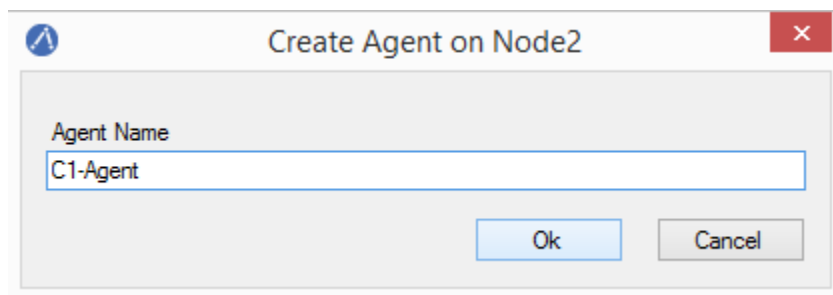 Create Agent on Node2
Agent Name
C1-Agent
Ok
Cancel